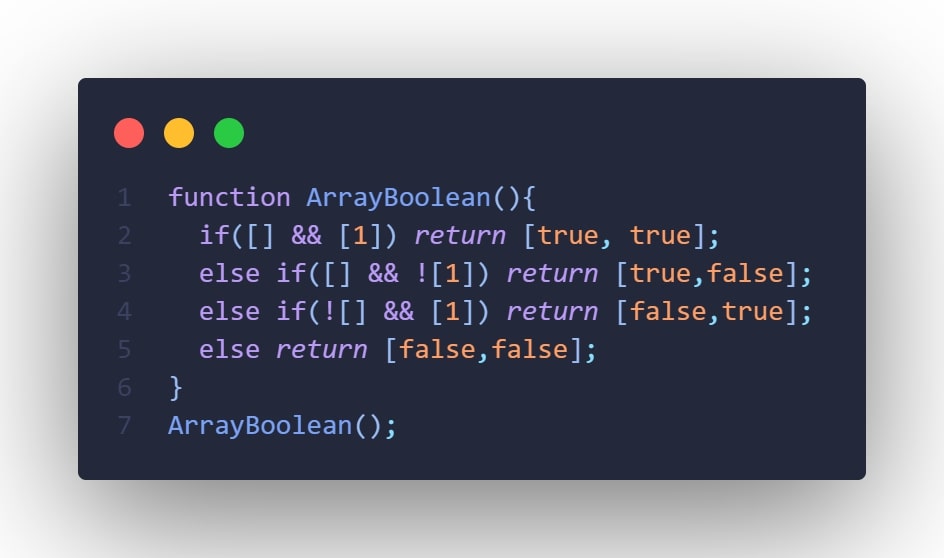 1 function ArrayBoolean(){
2   if([] && [1]) return [true, true];
3   else if([] && ![1]) return [true,false];
4   else if(![] && [1]) return [false,true];
5   else return [false,false];
6 }
7 ArrayBoolean();